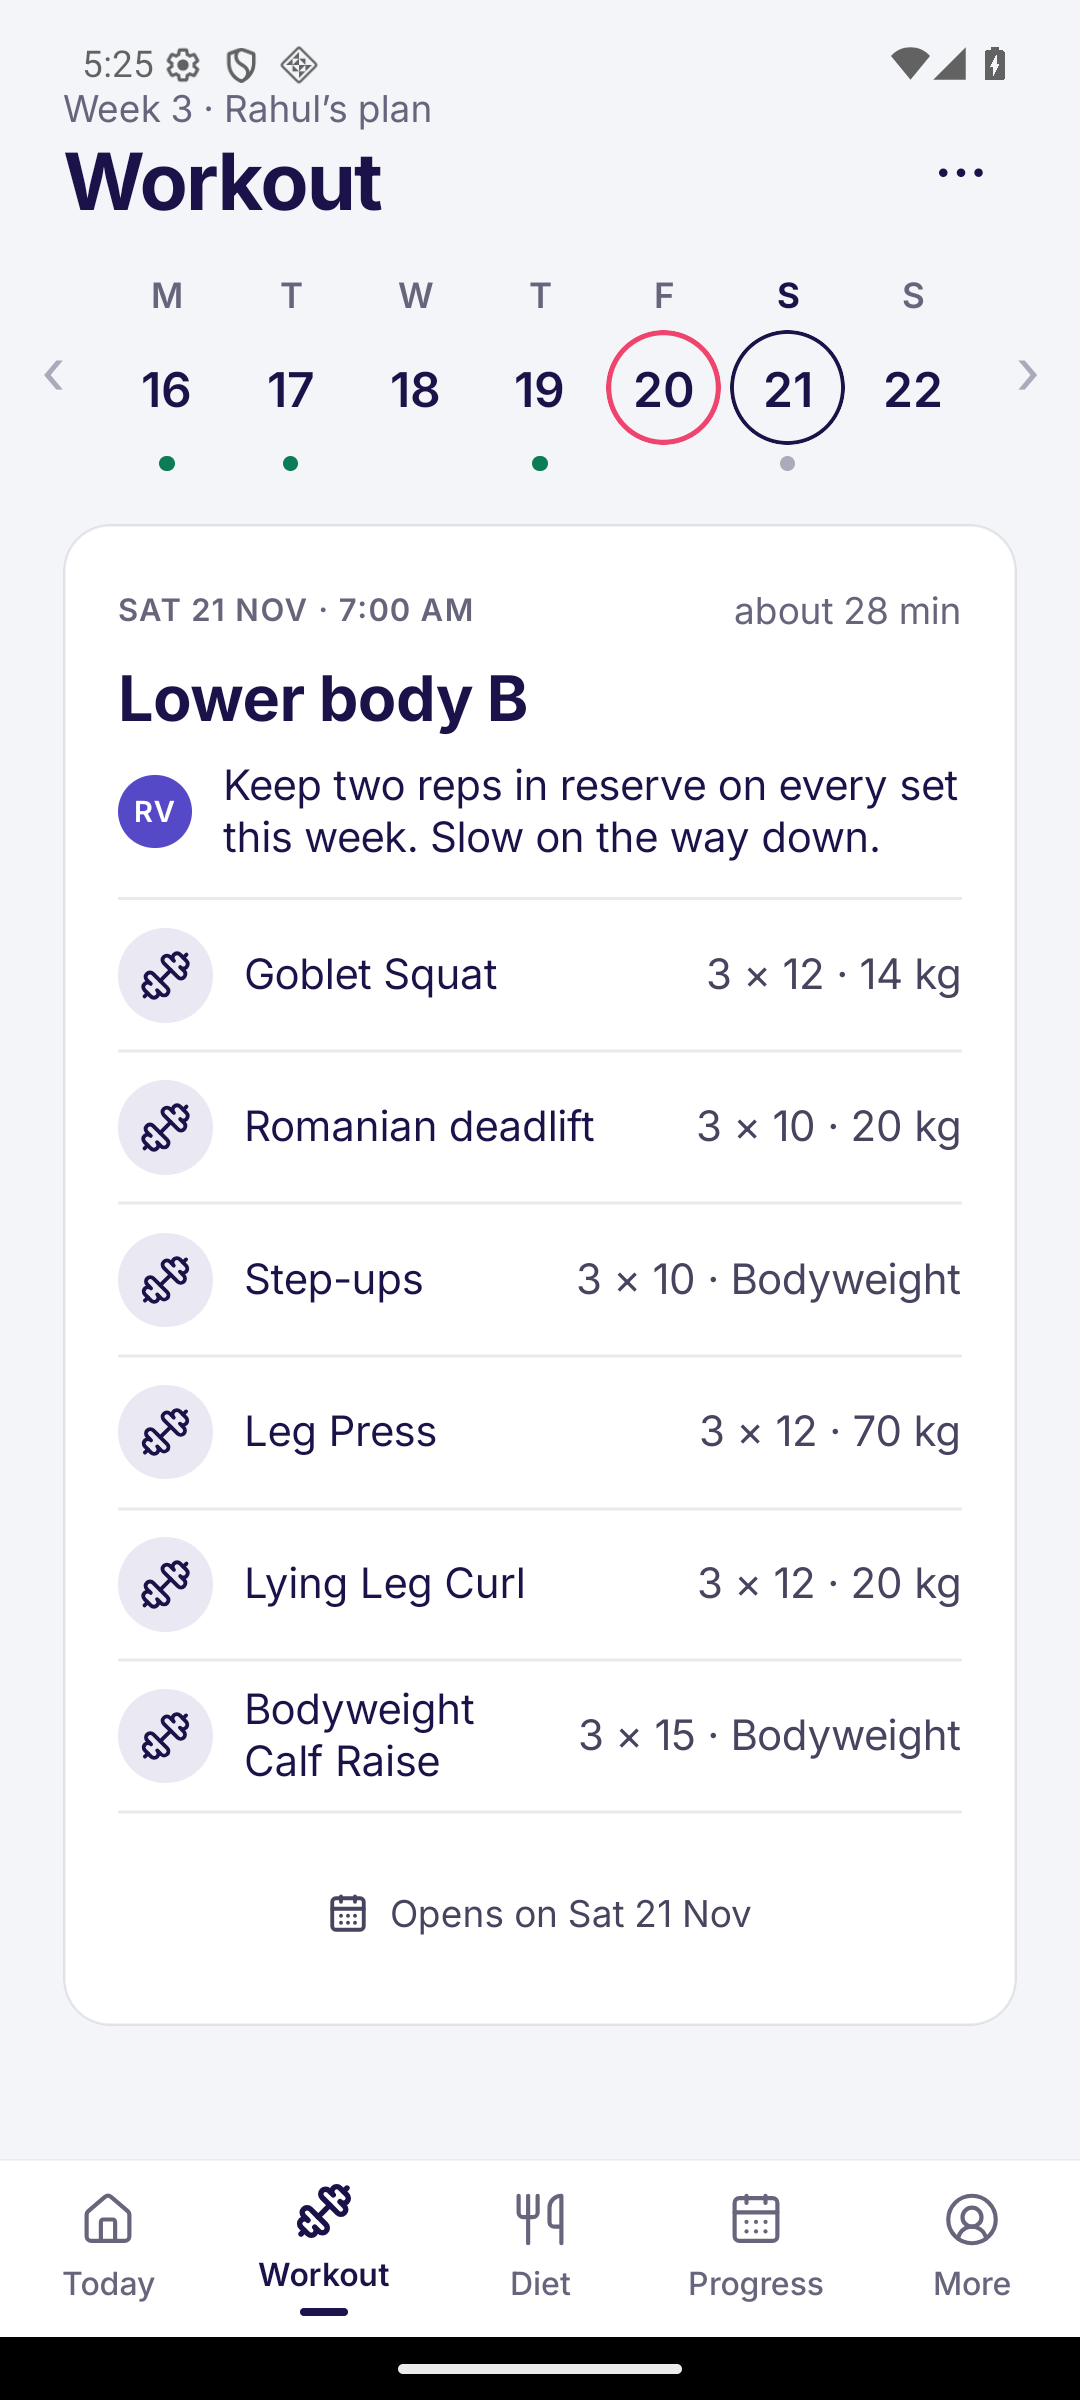 5:25
Week 3 · Rahul’s plan
Workout
M T W T F S S
16 17 18 19 20 21 22
SAT 21 NOV · 7:00 AM about 28 min
Lower body B
RV
Keep two reps in reserve on every set
this week. Slow on the way down.
Goblet Squat 3 × 12 · 14 kg
Romanian deadlift 3 × 10 · 20 kg
Step-ups 3 × 10 · Bodyweight
Leg Press 3 × 12 · 70 kg
Lying Leg Curl 3 × 12 · 20 kg
Bodyweight
Calf Raise 3 × 15 · Bodyweight
Opens on Sat 21 Nov
Today Workout Diet Progress More